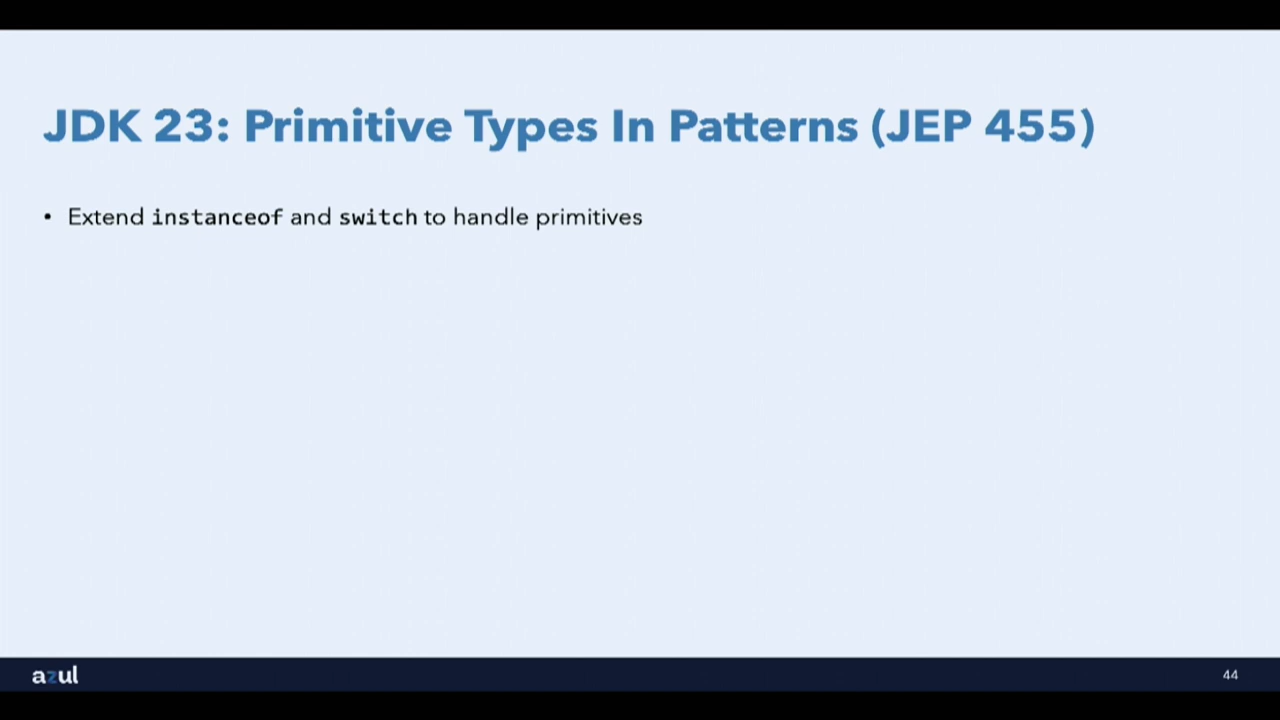 JDK 23: Primitive Types In Patterns (JEP 455)
• Extend instanceof and switch to handle primitives
azul
44